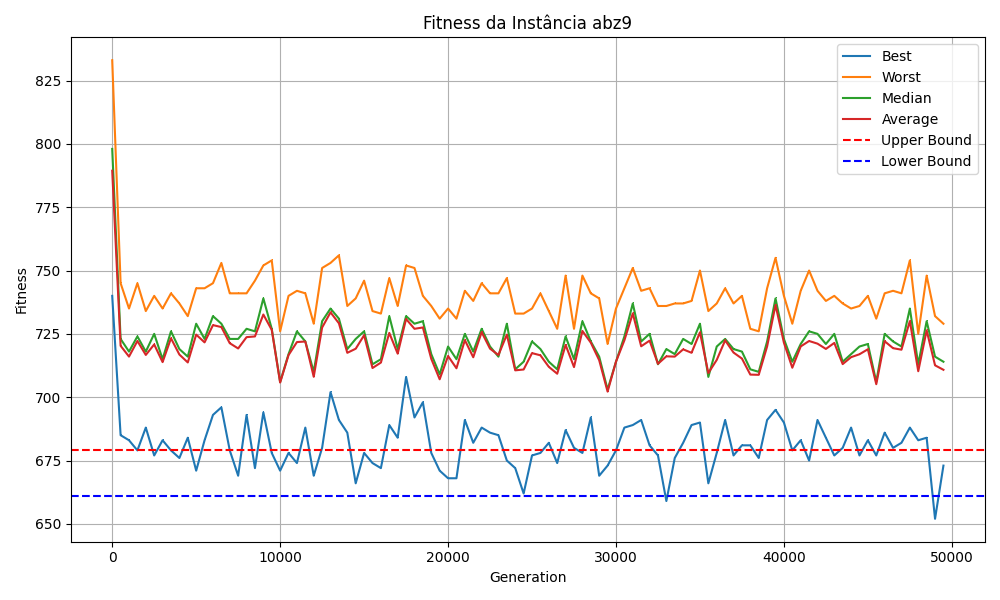 Fitness da Instância abz9
Fitness
825
800
775
750
725
700
675
650
0
10000
20000
30000
40000
50000
Generation
Best
Worst
Median
Average
Upper Bound
Lower Bound